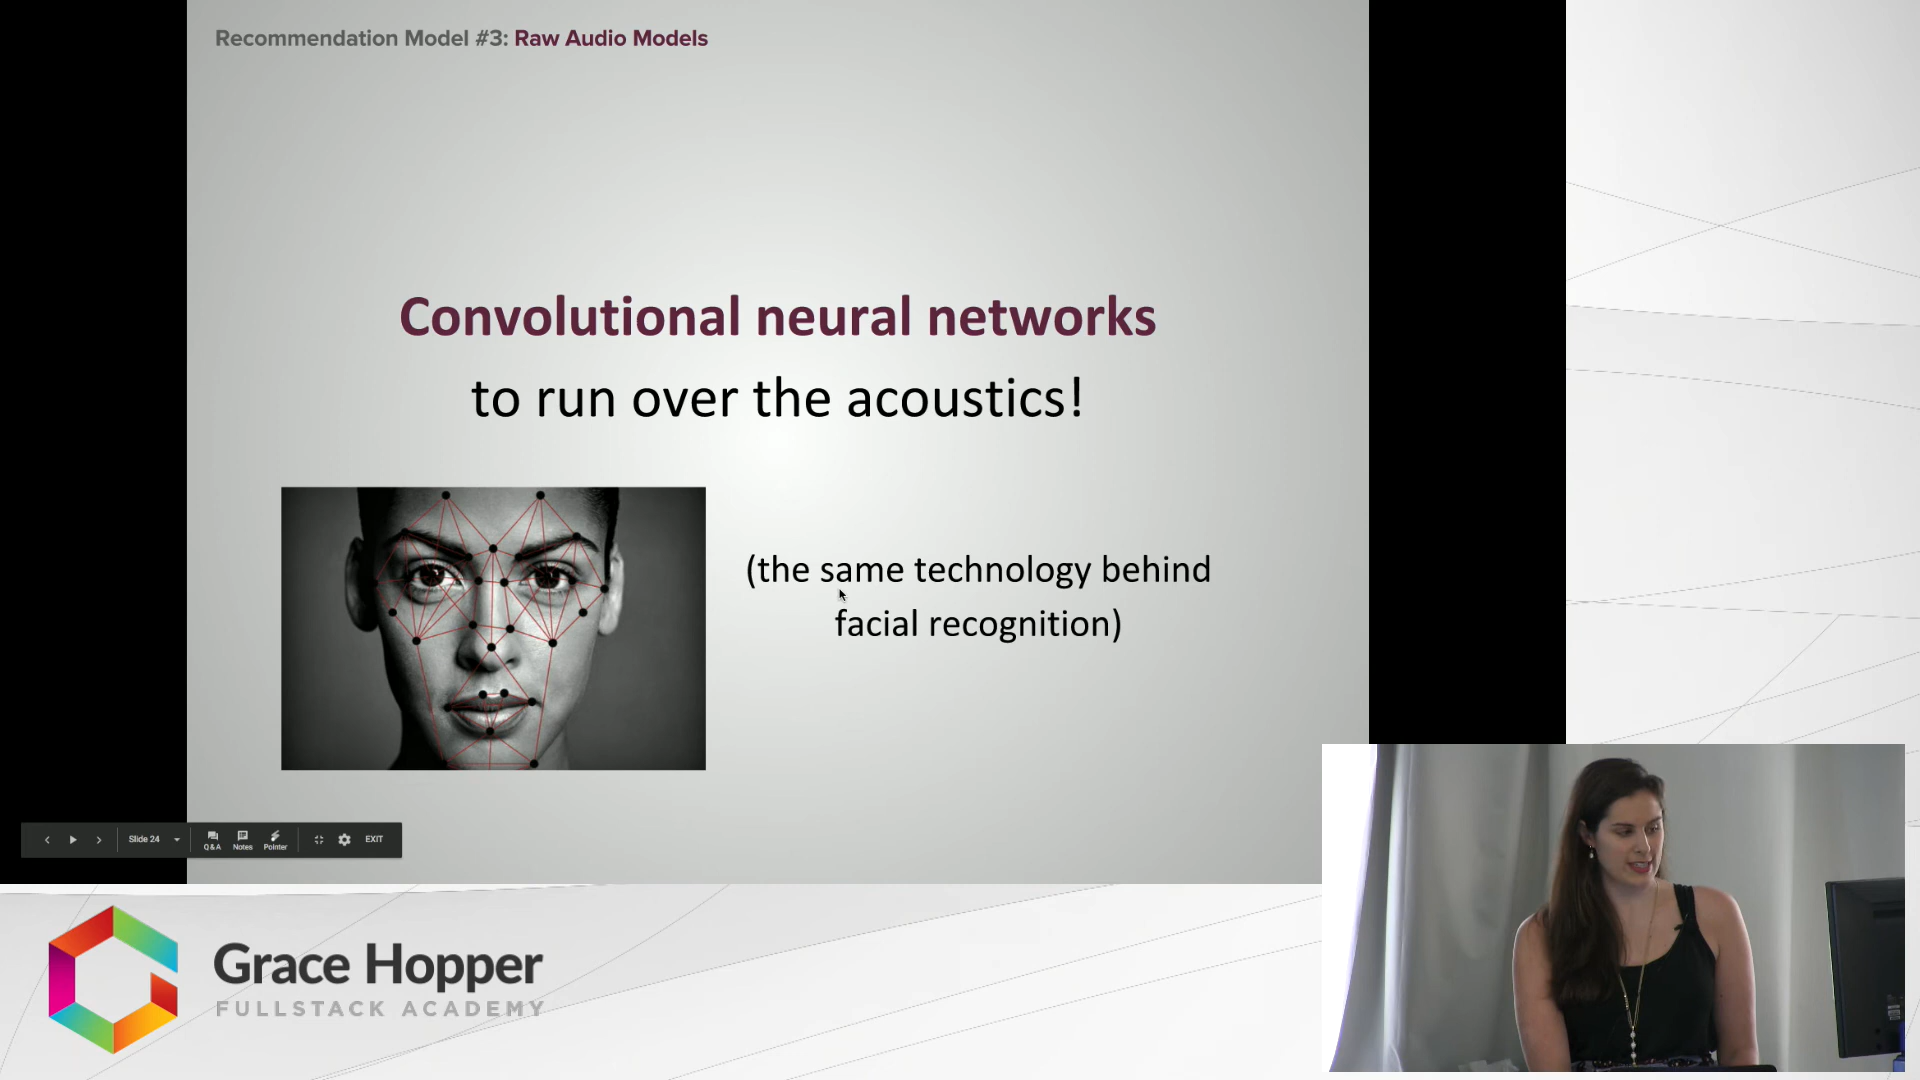 Recommendation Model #3: Raw Audio Models
Convolutional neural networks
to run over the acoustics!
(the same technology behind
facial recognition)
Slide 24
Q&A
Notes
Pointer
EXIT
Grace Hopper
FULLSTACK ACADEMY